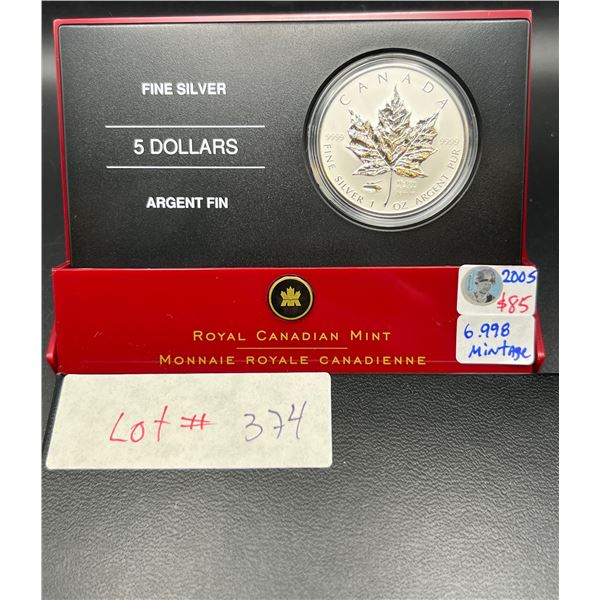 FINE SILVER
5 DOLLARS
ARGENT FIN
CANADA
9999 9999
FINE SILVER 1 OZ ARGENT PUR
ROYAL CANADIAN MINT
MONNAIE ROYALE CANADIENNE
2005
$85
6.998
Mintage
Lot # 374